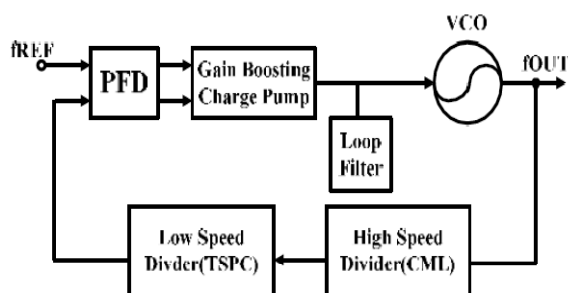 VCO
fREF
PFD
Gain Boosting
Charge Pump
fOUT
Loop
Filter
Low Speed
Divder(TSPC)
High Speed
Divider(CML)